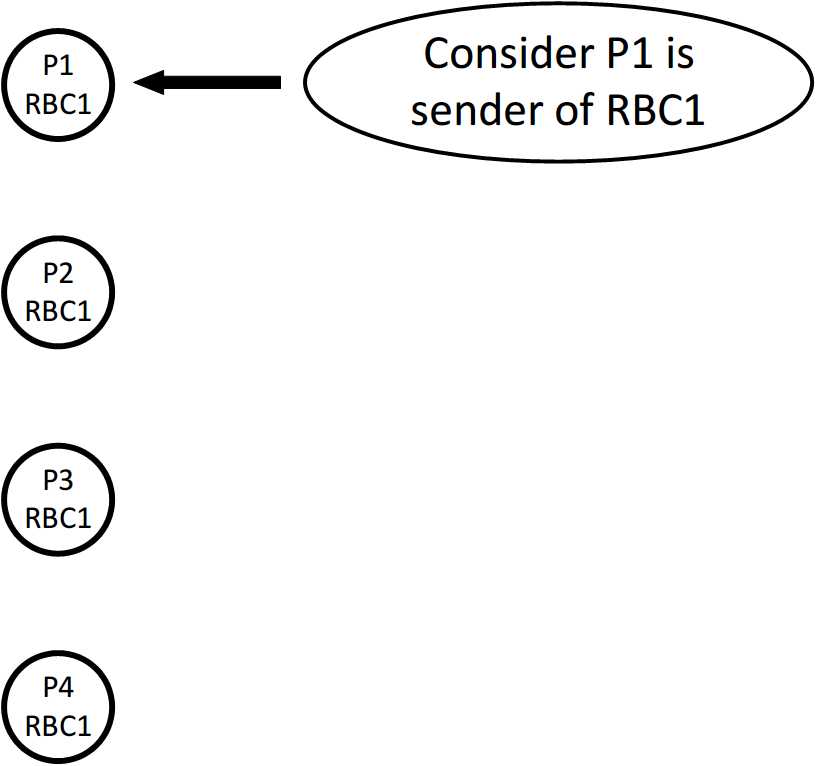 P1
RBC1
Consider P1 is
sender of RBC1
P2
RBC1
P3
RBC1
P4
RBC1